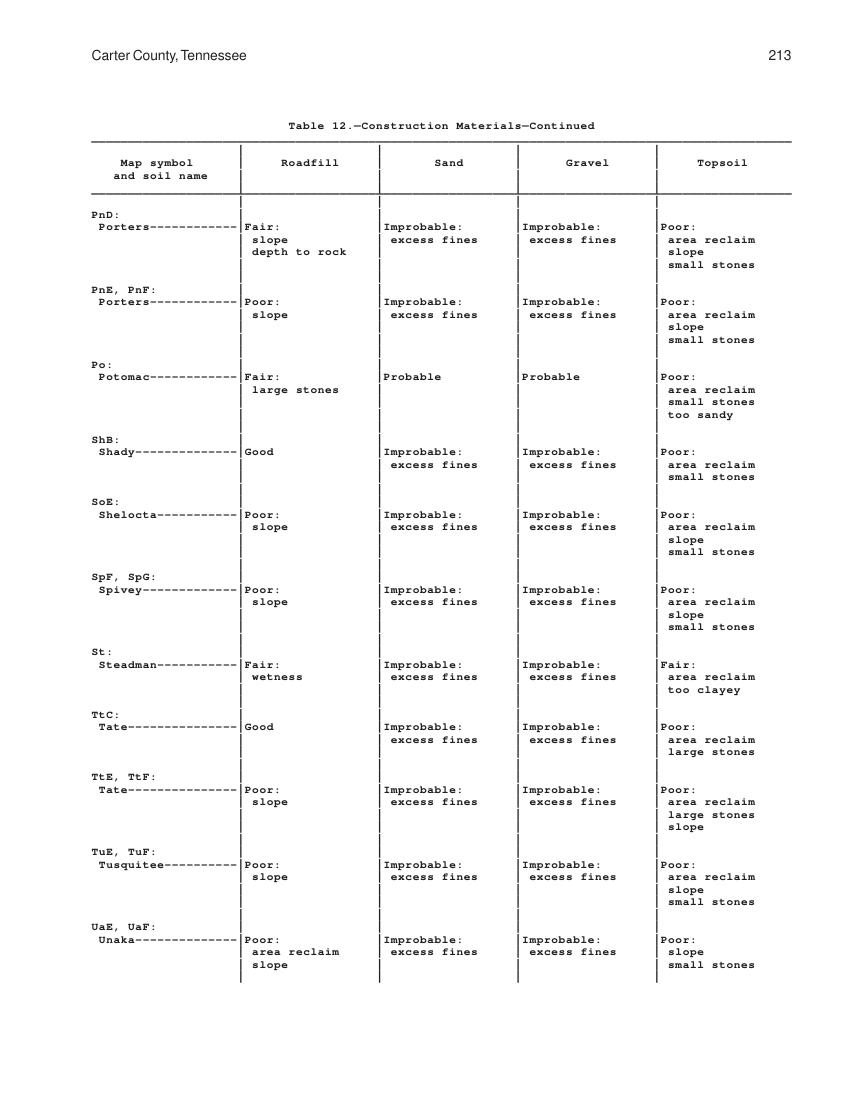 Carter County, Tennessee 213
Table 12.—Construction Materials—Continued
Map symbol Roadfill Sand Gravel Topsoil
and soil name
PnD:
Porters------------ Fair: Improbable: Improbable: Poor:
slope excess fines excess fines area reclaim
depth to rock slope
small stones
PnE, PnF:
Porters------------ Poor: Improbable: Improbable: Poor:
slope excess fines excess fines area reclaim
slope
small stones
Po:
Potomac------------ Fair: Probable Probable Poor:
large stones area reclaim
small stones
too sandy
ShB:
Shady-------------- Good Improbable: Improbable: Poor:
excess fines excess fines area reclaim
small stones
SoE:
Shelocta----------- Poor: Improbable: Improbable: Poor:
slope excess fines excess fines area reclaim
slope
small stones
SpF, SpG:
Spivey------------- Poor: Improbable: Improbable: Poor:
slope excess fines excess fines area reclaim
slope
small stones
St:
Steadman----------- Fair: Improbable: Improbable: Fair:
wetness excess fines excess fines area reclaim
too clayey
TtC:
Tate--------------- Good Improbable: Improbable: Poor:
excess fines excess fines area reclaim
large stones
TtE, TtF:
Tate--------------- Poor: Improbable: Improbable: Poor:
slope excess fines excess fines area reclaim
large stones
slope
TuE, TuF:
Tusquitee---------- Poor: Improbable: Improbable: Poor:
slope excess fines excess fines area reclaim
slope
small stones
UaE, UaF:
Unaka-------------- Poor: Improbable: Improbable: Poor:
area reclaim excess fines excess fines slope
slope small stones